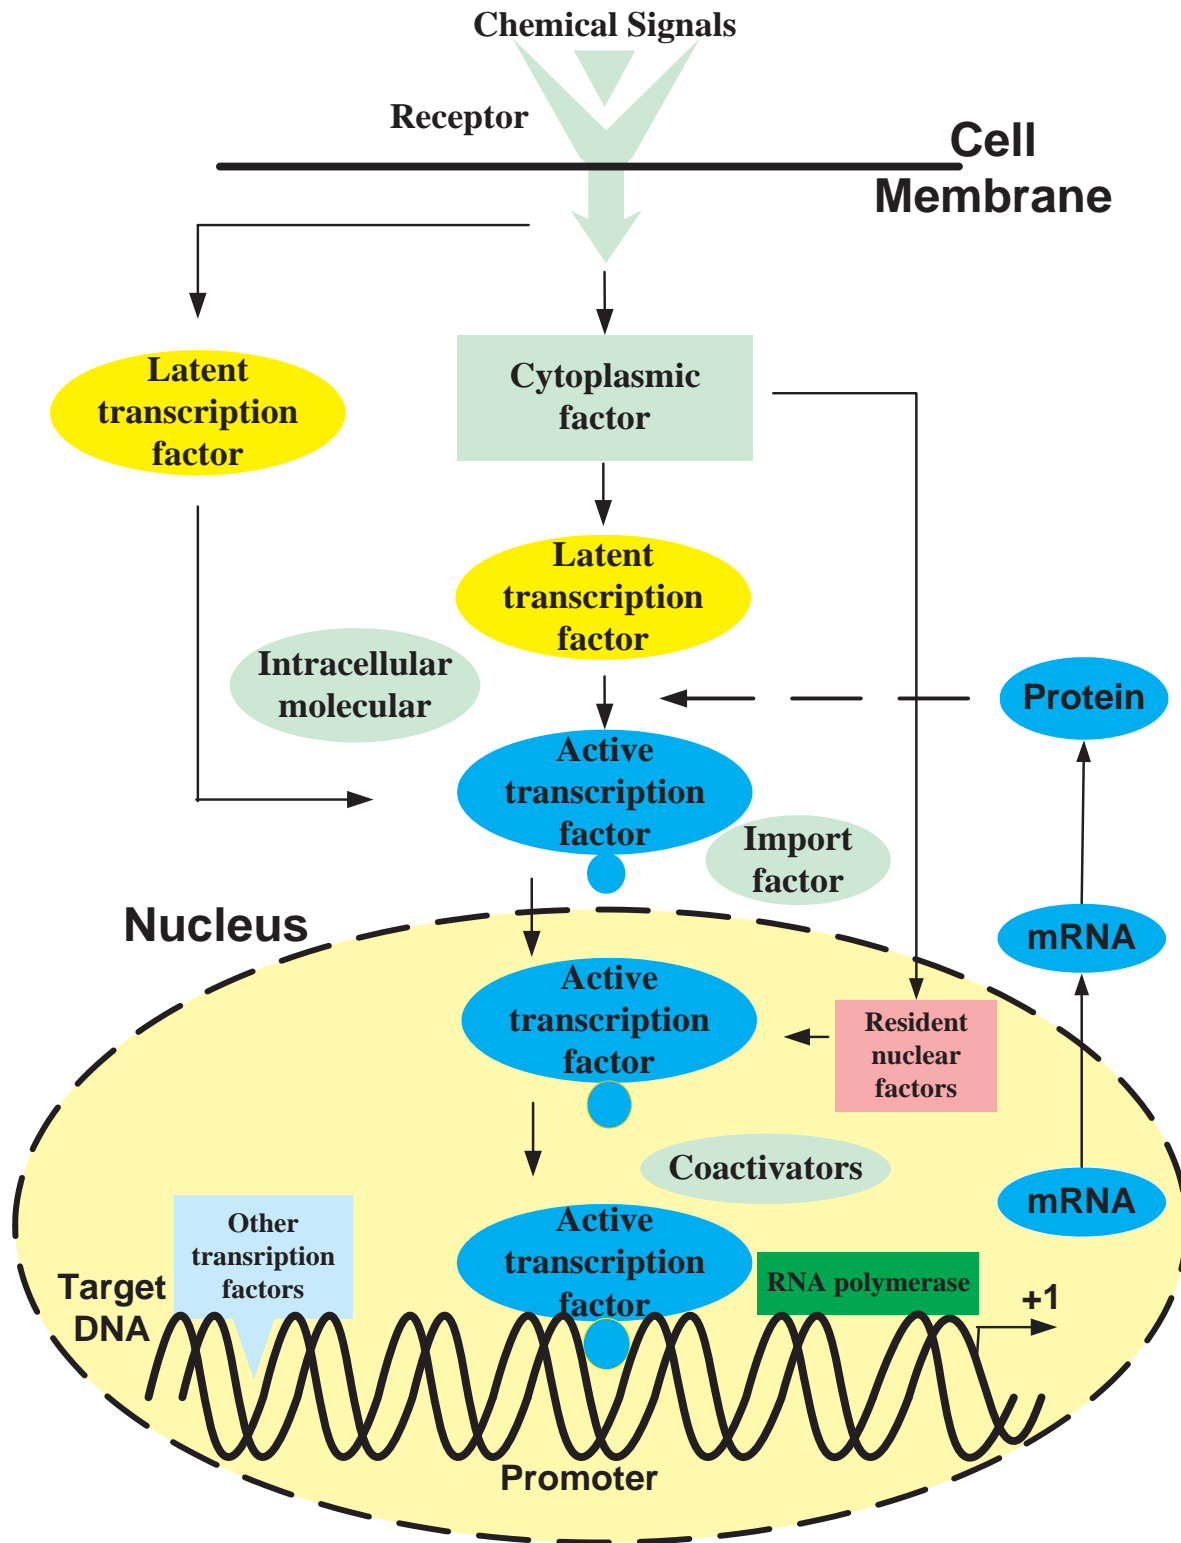 Chemical Signals
Receptor
Cell
Membrane
Latent
transcription
factor
Cytoplasmic
factor
Latent
transcription
factor
Intracellular
molecular
Protein
Active
transcription
factor
Import
factor
Nucleus
mRNA
Active
transcription
factor
Resident
nuclear
factors
Coactivators
mRNA
Other
transription
factors
Active
transcription
factor
RNA polymerase
Target
DNA
+1
Promoter